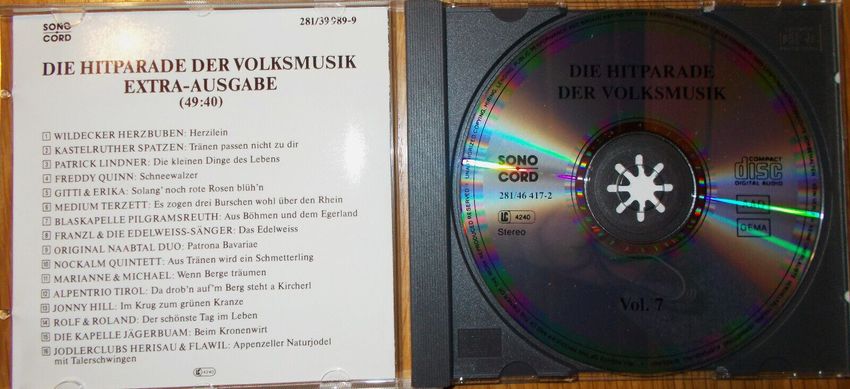 SONO
CORD
281/39 989-9
DIE HITPARADE DER VOLKSMUSIK
EXTRA-AUSGABE
(49:40)
1 WILDECKER HERZBUBEN: Herzilein
2 KASTELRUTHER SPATZEN: Tränen passen nicht zu dir
3 PATRICK LINDNER: Die kleinen Dinge des Lebens
4 FREDDY QUINN: Schneewalzer
5 GITTI & ERIKA: Solang' noch rote Rosen blüh'n
6 MEDIUM TERZETT: Es zogen drei Burschen wohl über den Rhein
7 BLASKAPELLE PILGRAMSREUTH: Aus Böhmen und dem Egerland
8 FRANZL & DIE EDELWEISS-SÄNGER: Das Edelweiss
9 ORIGINAL NAABTAL DUO: Patrona Bavariae
10 NOCKALM QUINTETT: Aus Tränen wird ein Schmetterling
11 MARIANNE & MICHAEL: Wenn Berge träumen
12 ALPENTRIO TIROL: Da drob'n auf'm Berg steht a Kircherl
13 JONNY HILL: Im Krug zum grünen Kranze
14 ROLF & ROLAND: Der schönste Tag im Leben
15 DIE KAPELLE JÄGERBUAM: Beim Kronenwirt
16 JODLERCLUBS HERISAU & FLAWIL: Appenzeller Naturjodel
mit Talerschwingen
LC 4240
DIE HITPARADE
DER VOLKSMUSIK
SONO
CORD
281/46 417-2
LC 4240
Stereo
COMPACT
disc
DIGITAL AUDIO
GEMA
Vol. 7